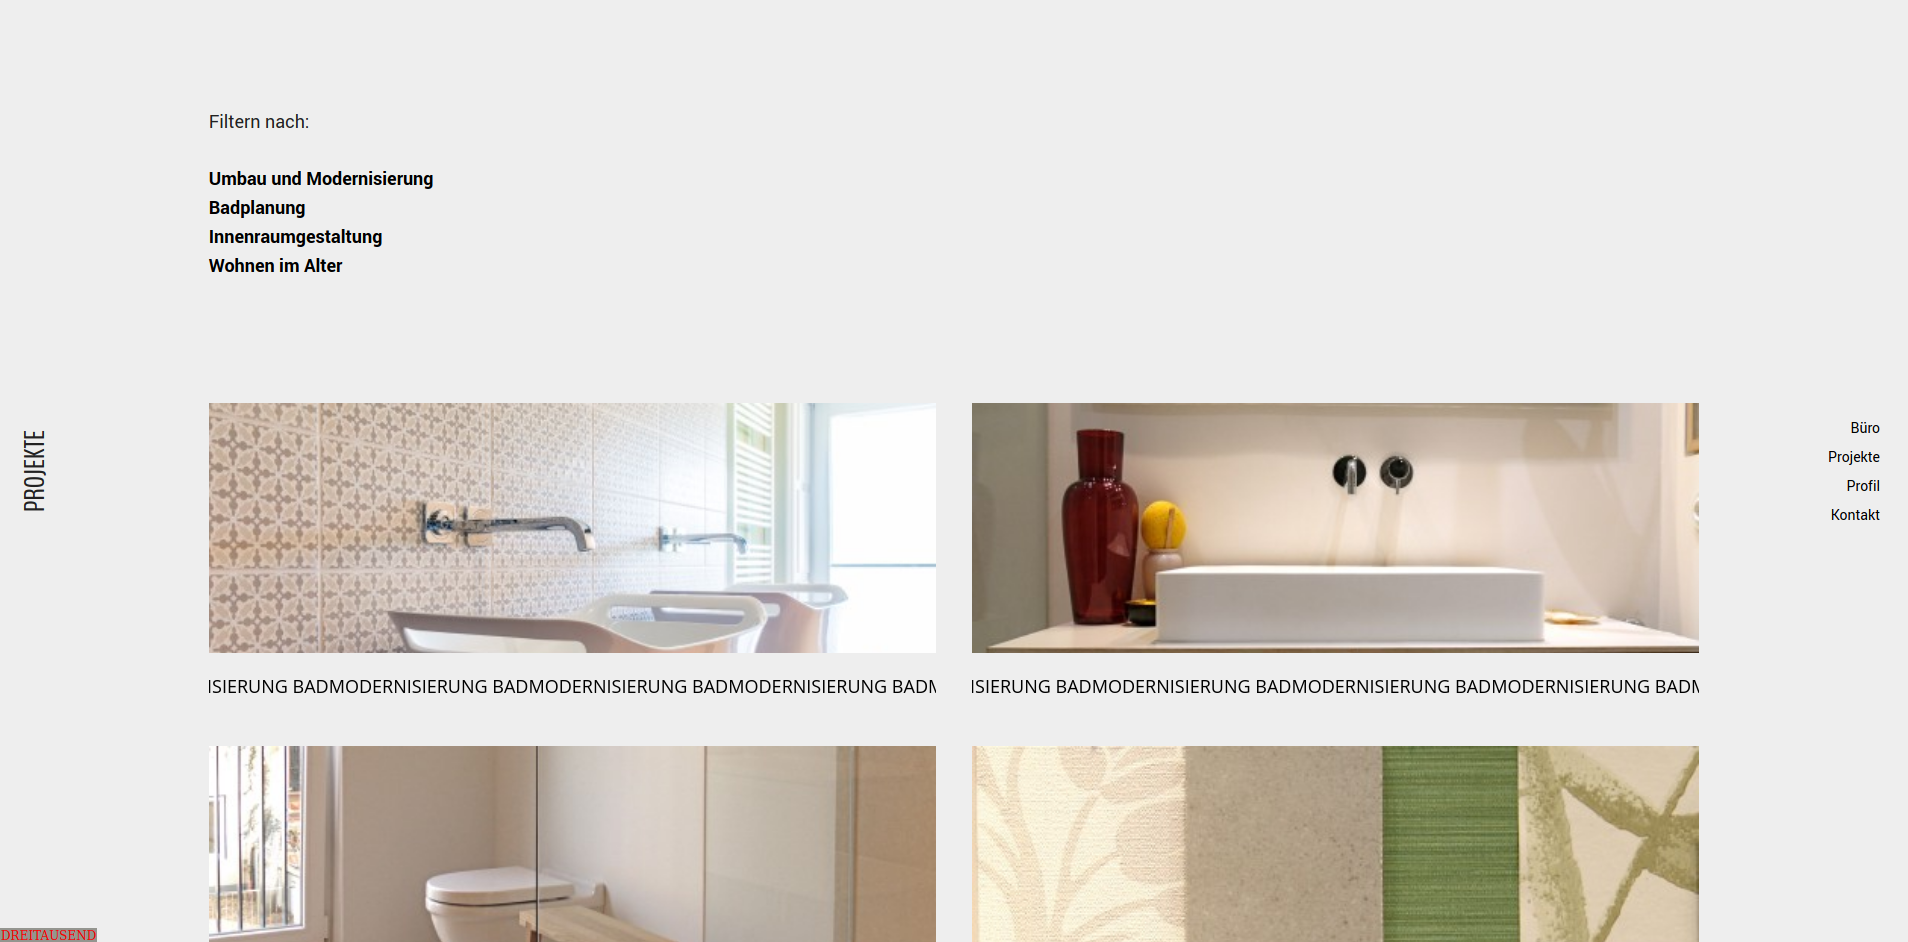 Filtern nach:
Umbau und Modernisierung
Badplanung
Innenraumgestaltung
Wohnen im Alter
PROJEKTE
Büro
Projekte
Profil
Kontakt
ISIERUNG BADMODERNISIERUNG BADMODERNISIERUNG BADMODERNISIERUNG BADM
ISIERUNG BADMODERNISIERUNG BADMODERNISIERUNG BADMODERNISIERUNG BADM
DREITAUSEND